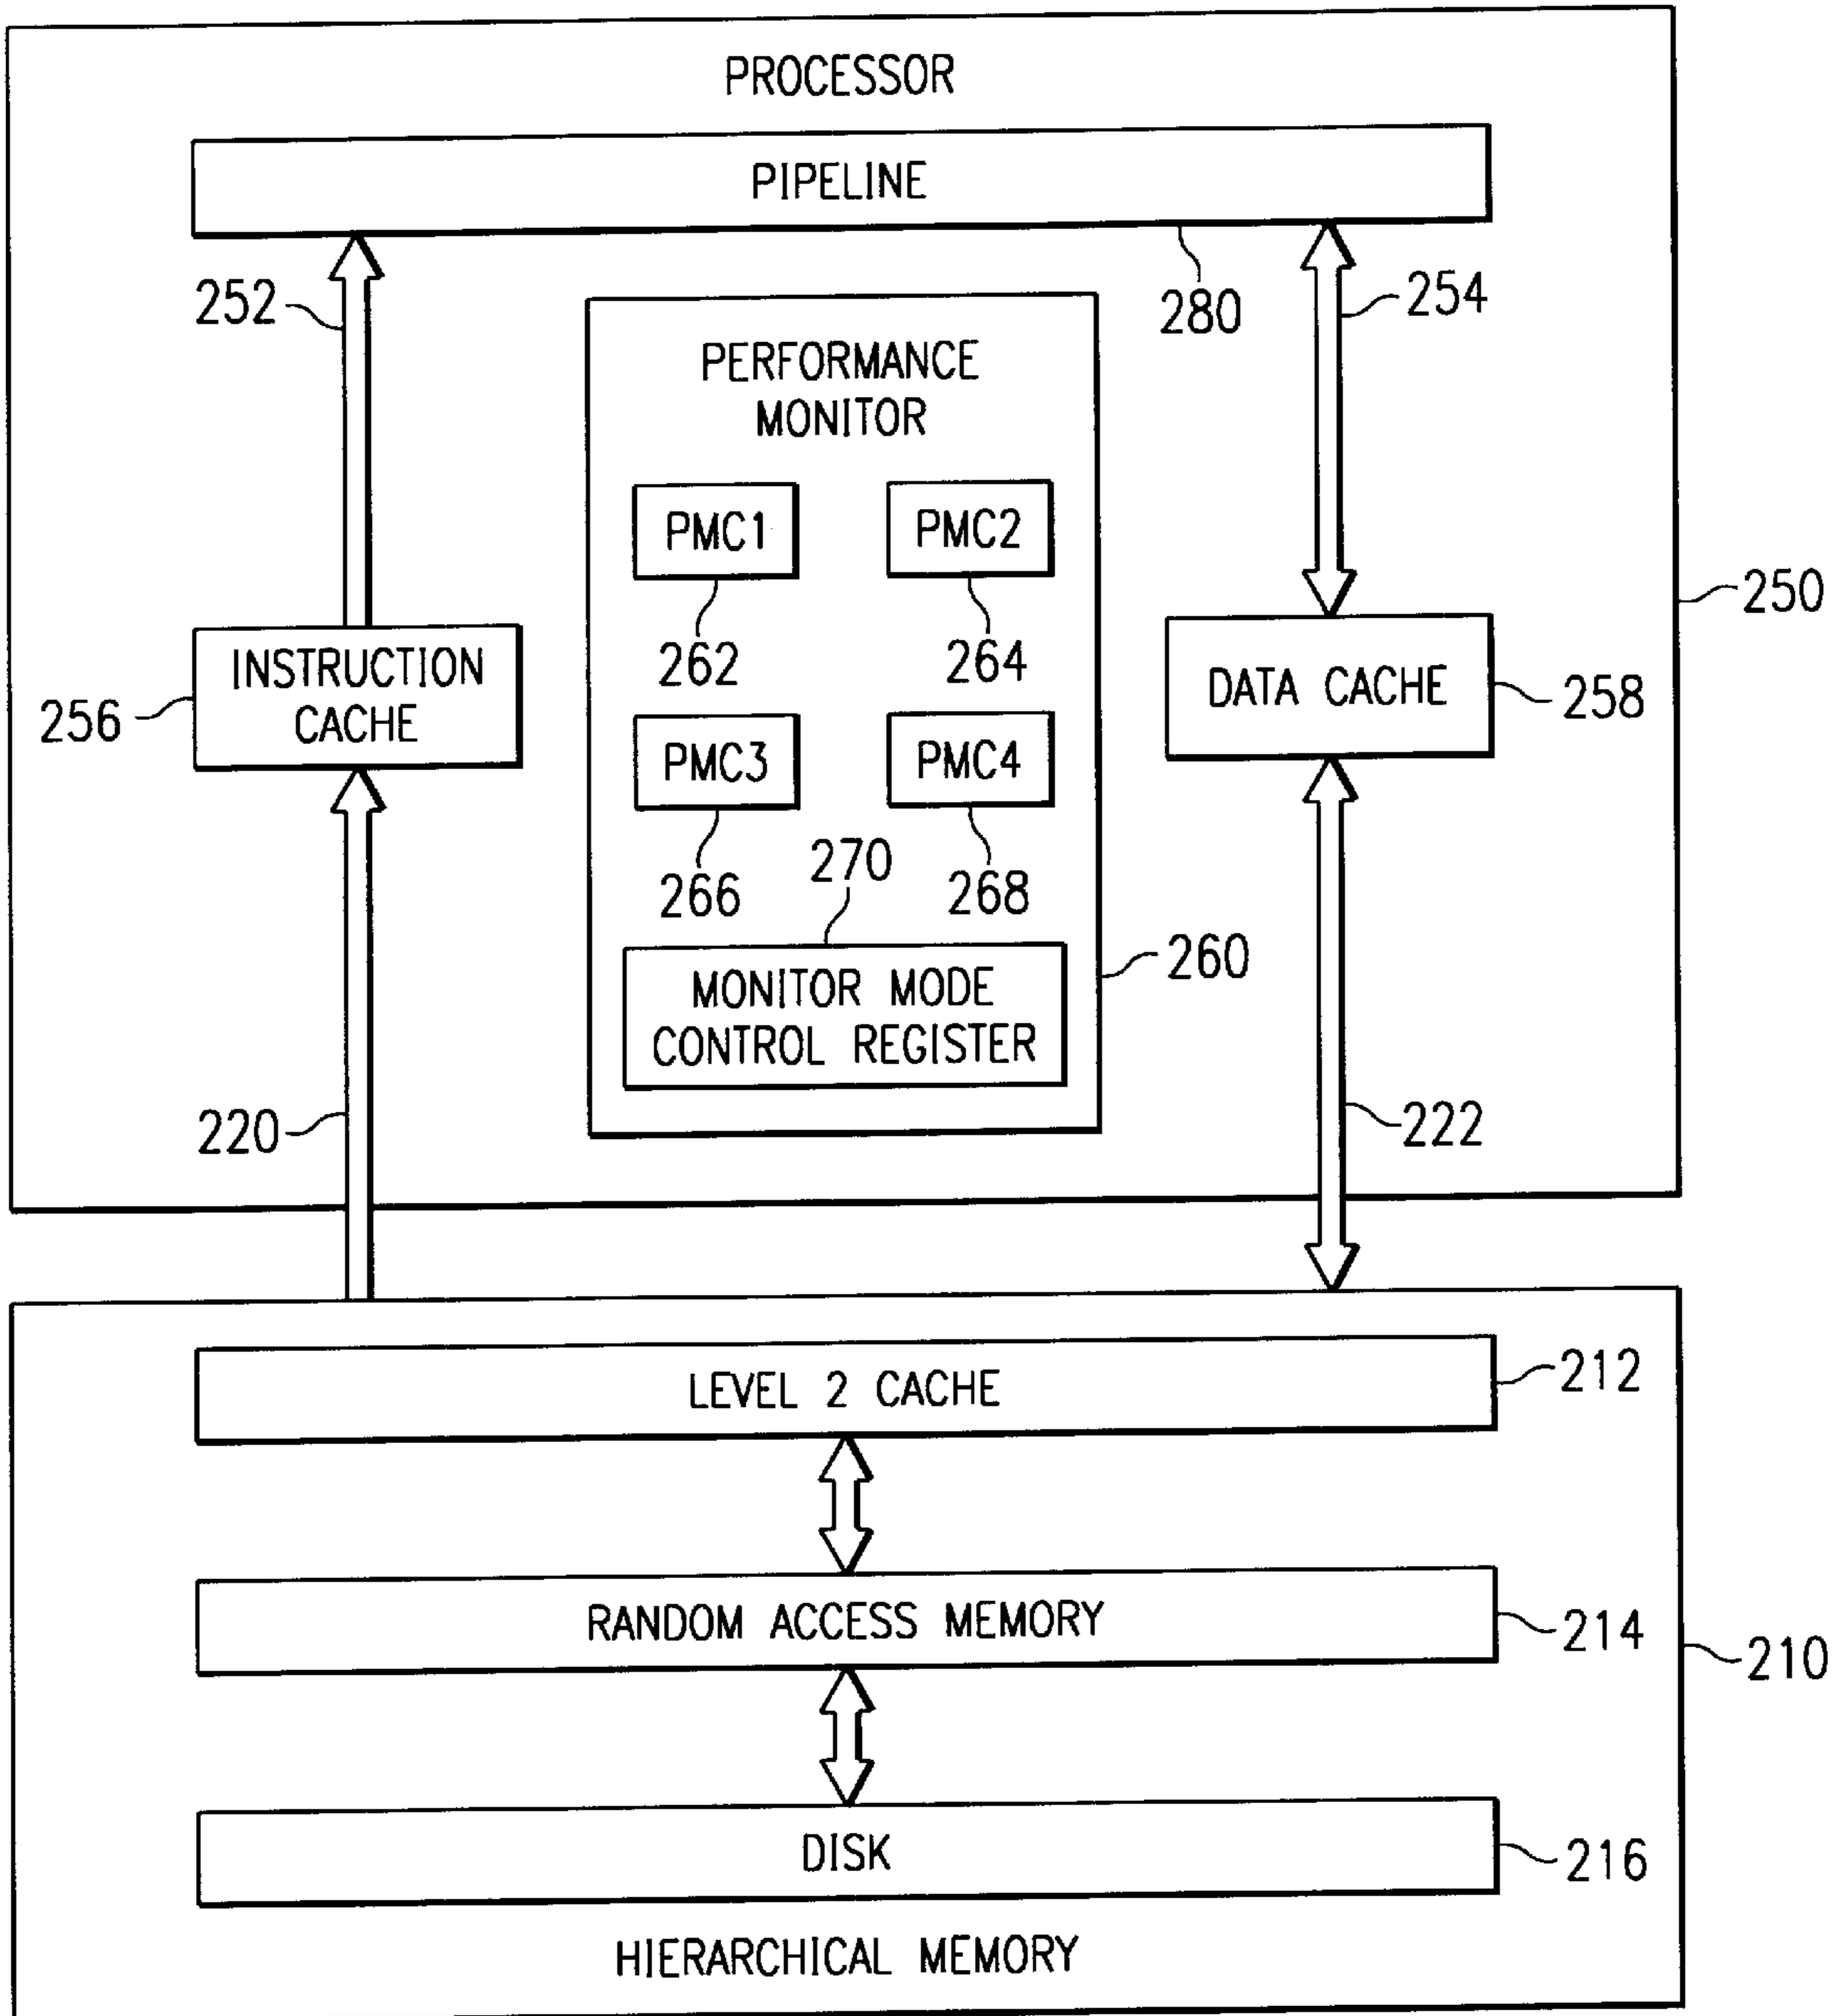 PROCESSOR
PIPELINE
252
280
254
PERFORMANCE
MONITOR
PMC1
PMC2
250
262
264
INSTRUCTION
CACHE
256
DATA CACHE
258
PMC3
PMC4
266
270
268
260
MONITOR MODE
CONTROL REGISTER
220
222
LEVEL 2 CACHE
212
RANDOM ACCESS MEMORY
214
210
DISK
216
HIERARCHICAL MEMORY